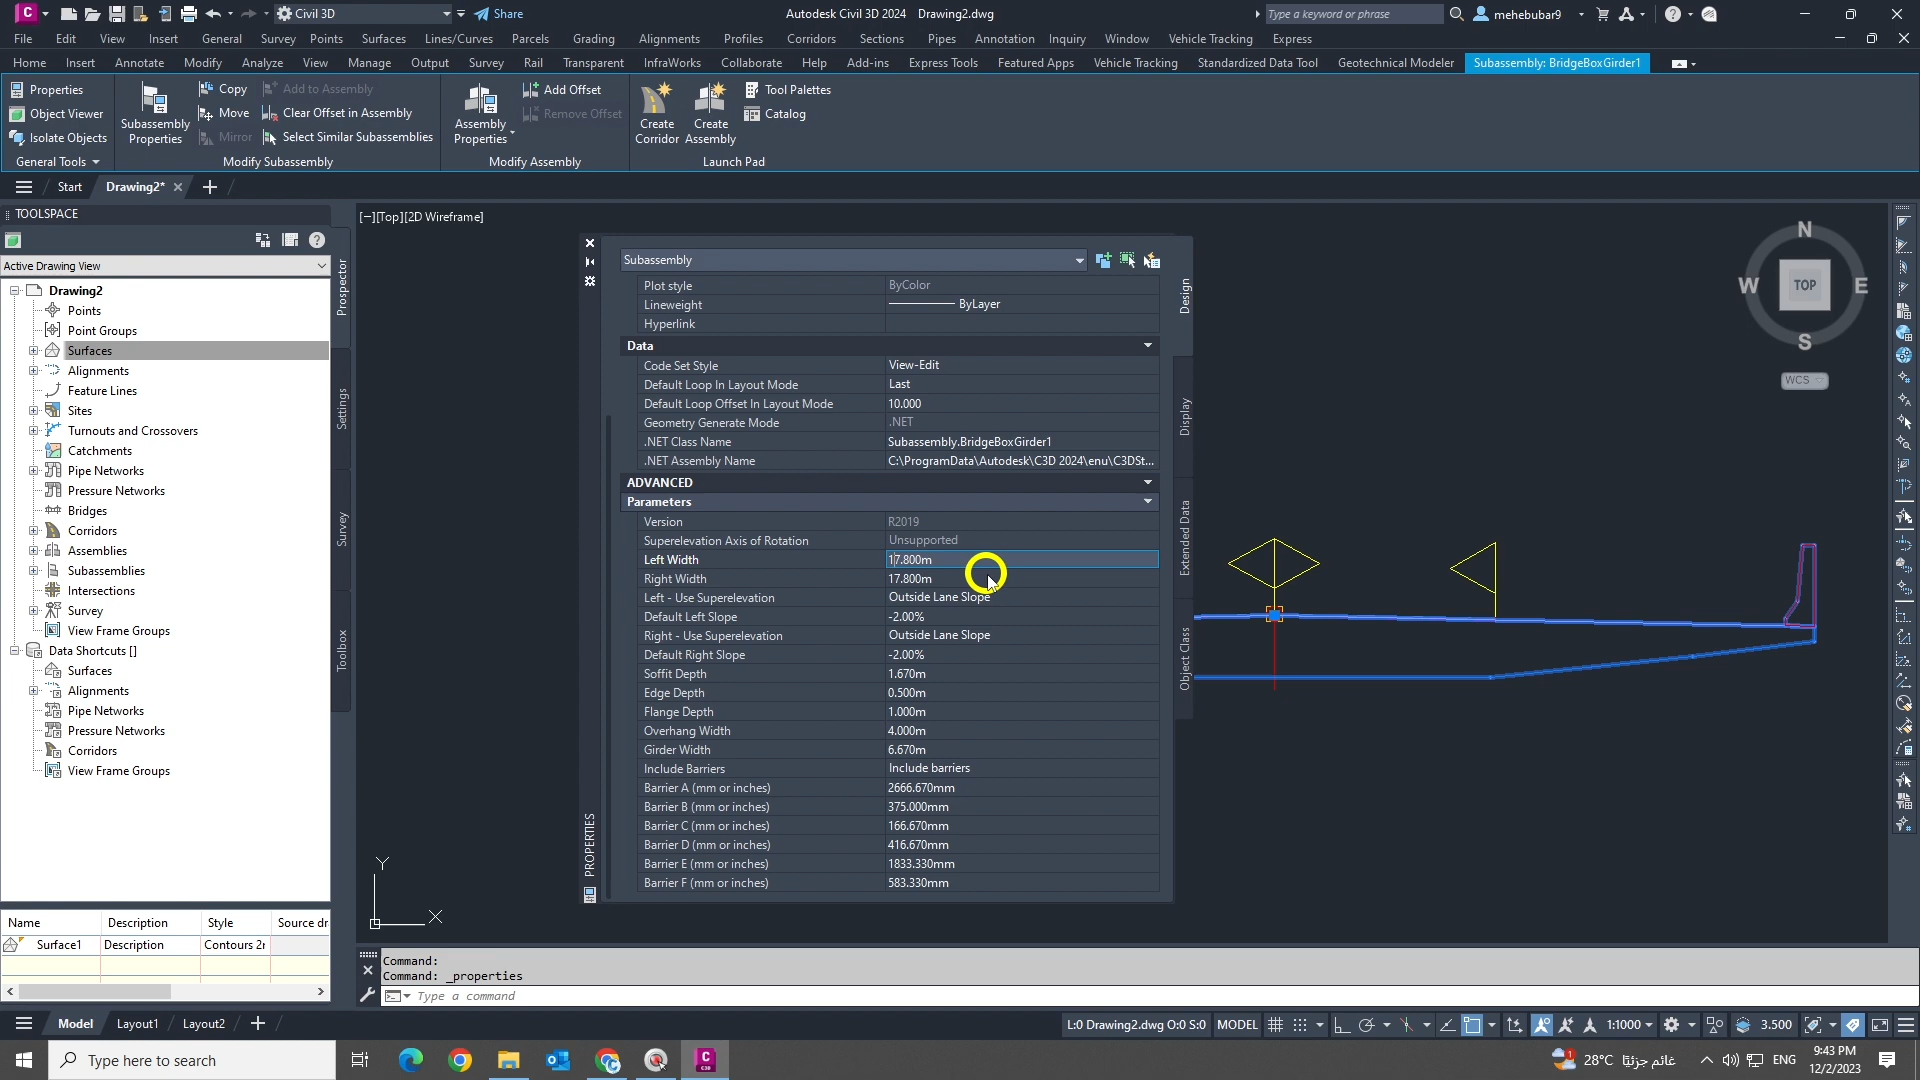 Civil 3D
Share
Autodesk Civil 3D 2024 Drawing2.dwg
Type a keyword or phrase
mehebubar9
File Edit View Insert General Survey Points Surfaces Lines/Curves Parcels Grading Alignments Profiles Corridors Sections Pipes Annotation Inquiry Window Vehicle Tracking Express
Home Insert Annotate Modify Analyze View Manage Output Survey Rail Transparent InfraWorks Collaborate Help Add-ins Express Tools Featured Apps Vehicle Tracking Standardized Data Tool Geotechnical Modeler Subassembly: BridgeBoxGirder1
Properties
Object Viewer
Isolate Objects
General Tools
Subassembly
Properties
Copy
Move
Mirror
Add to Assembly
Clear Offset in Assembly
Select Similar Subassemblies
Modify Subassembly
Assembly
Properties
Add Offset
Remove Offset
Modify Assembly
Create
Corridor
Create
Assembly
Tool Palettes
Catalog
Launch Pad
Start
Drawing2*
TOOLSPACE
Active Drawing View
Drawing2
Points
Point Groups
Surfaces
Alignments
Feature Lines
Sites
Turnouts and Crossovers
Catchments
Pipe Networks
Pressure Networks
Bridges
Corridors
Assemblies
Subassemblies
Intersections
Survey
View Frame Groups
Data Shortcuts []
Surfaces
Alignments
Pipe Networks
Pressure Networks
Corridors
View Frame Groups
Prospector
Settings
Survey
Toolbox
Name Description Style Source dr
Surface1 Description Contours 2r
[−][Top][2D Wireframe]
Subassembly
Plot style ByColor
Lineweight ByLayer
Hyperlink
Data
Code Set Style View-Edit
Default Loop In Layout Mode Last
Default Loop Offset In Layout Mode 10.000
Geometry Generate Mode .NET
.NET Class Name Subassembly.BridgeBoxGirder1
.NET Assembly Name C:\ProgramData\Autodesk\C3D 2024\enu\C3DSt...
ADVANCED
Parameters
Version R2019
Superelevation Axis of Rotation Unsupported
Left Width 17.800m
Right Width 17.800m
Left - Use Superelevation Outside Lane Slope
Default Left Slope -2.00%
Right - Use Superelevation Outside Lane Slope
Default Right Slope -2.00%
Soffit Depth 1.670m
Edge Depth 0.500m
Flange Depth 1.000m
Overhang Width 4.000m
Girder Width 6.670m
Include Barriers Include barriers
Barrier A (mm or inches) 2666.670mm
Barrier B (mm or inches) 375.000mm
Barrier C (mm or inches) 166.670mm
Barrier D (mm or inches) 416.670mm
Barrier E (mm or inches) 1833.330mm
Barrier F (mm or inches) 583.330mm
PROPERTIES
Design
Display
Extended Data
Object Class
N
W TOP E
S
WCS
Y
X
Command:
Command: _properties
Type a command
Model Layout1 Layout2
L:0 Drawing2.dwg O:0 S:0 MODEL 1:1000 3.500
Type here to search
C3D
1
28°C غائم جزئيًا
ENG
9:43 PM
12/2/2023